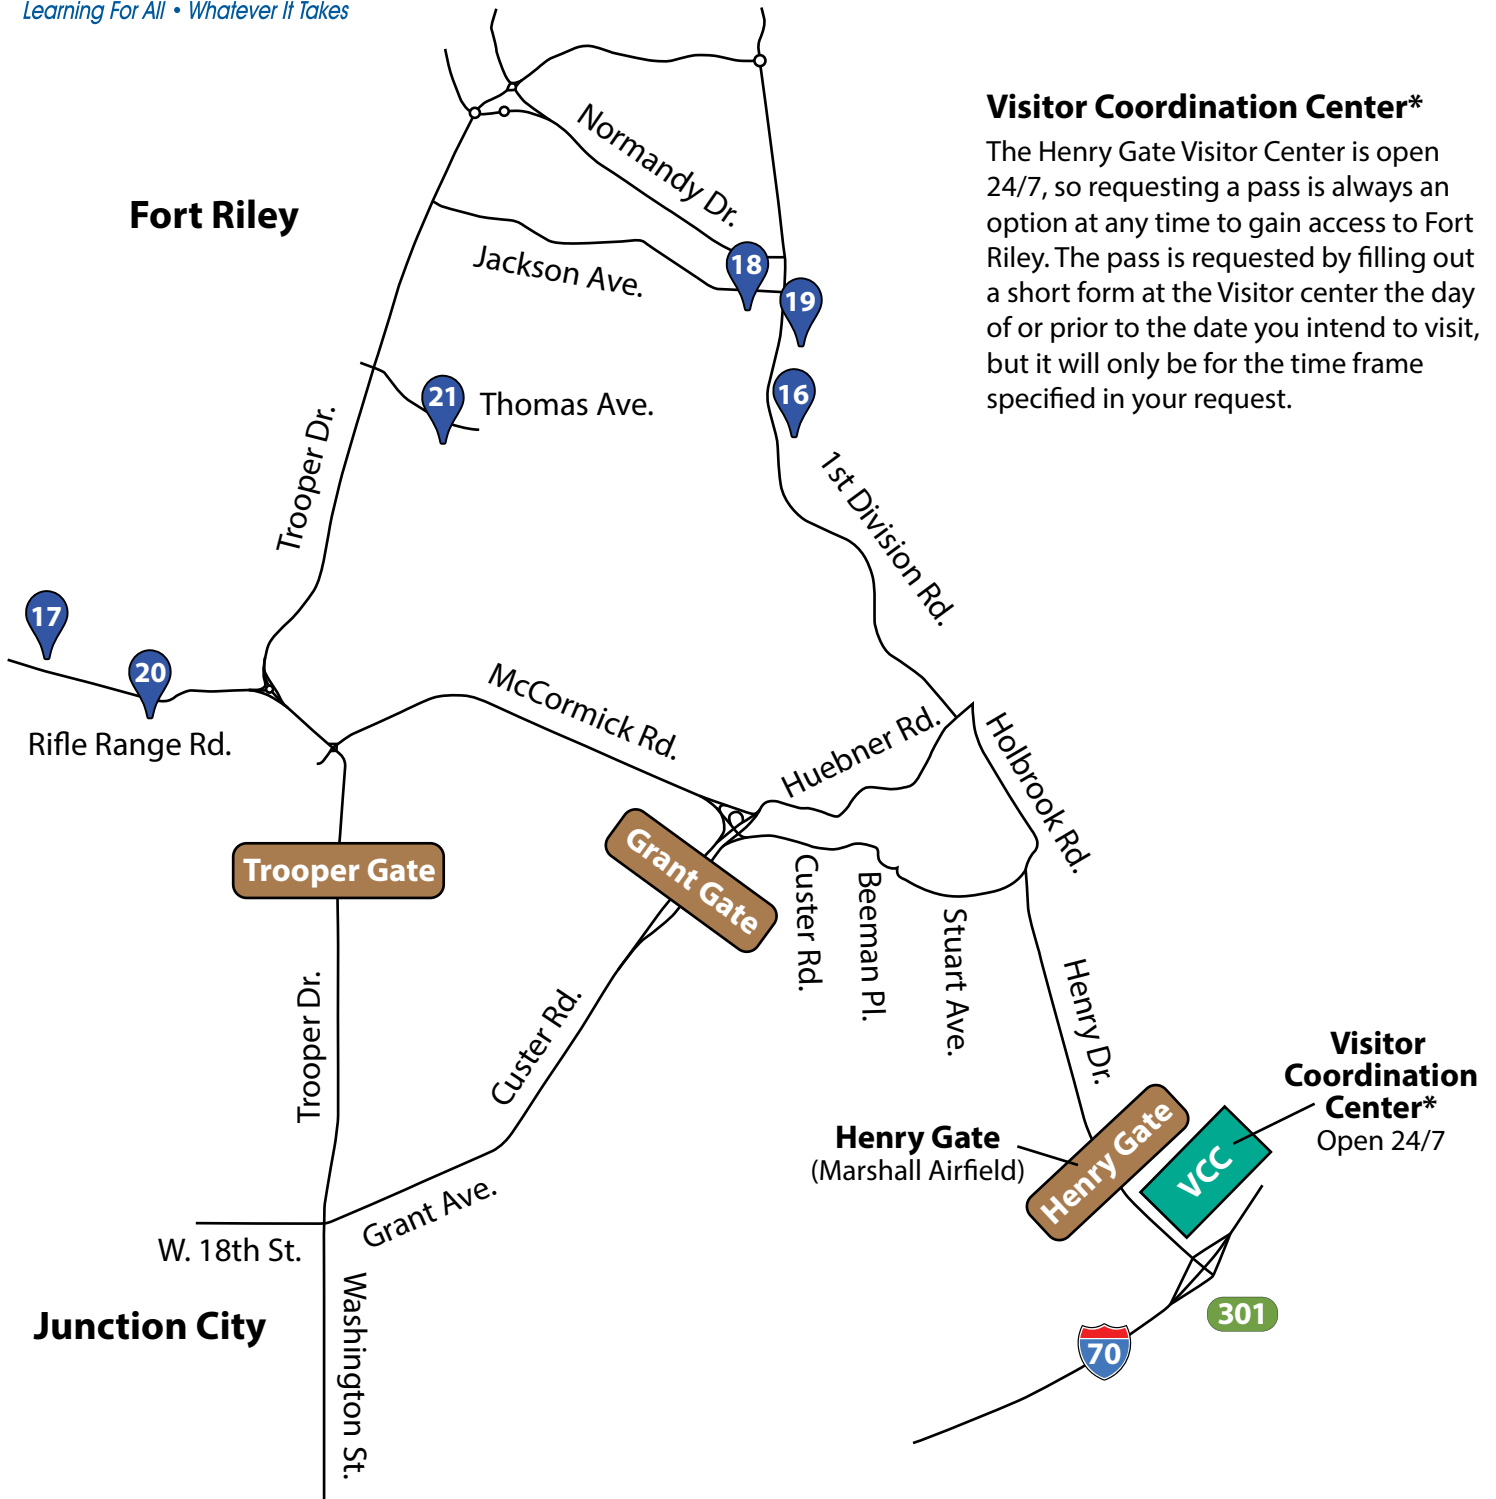 Learning For All • Whatever It Takes
Visitor Coordination Center*
The Henry Gate Visitor Center is open
24/7, so requesting a pass is always an
option at any time to gain access to Fort
Riley. The pass is requested by filling out
a short form at the Visitor center the day
of or prior to the date you intend to visit,
but it will only be for the time frame
specified in your request.
Normandy Dr.
Fort Riley
Jackson Ave.
18
19
16
21
Thomas Ave.
Trooper Dr.
1st Division Rd.
17
20
Rifle Range Rd.
McCormick Rd.
Huebner Rd.
Holbrook Rd.
Trooper Gate
Grant Gate
Custer Rd.
Beeman Pl.
Stuart Ave.
Henry Dr.
Trooper Dr.
Custer Rd.
Visitor
Coordination
Center*
Open 24/7
Henry Gate
(Marshall Airfield)
Henry Gate
VCC
Grant Ave.
W. 18th St.
Junction City
Washington St.
301
70